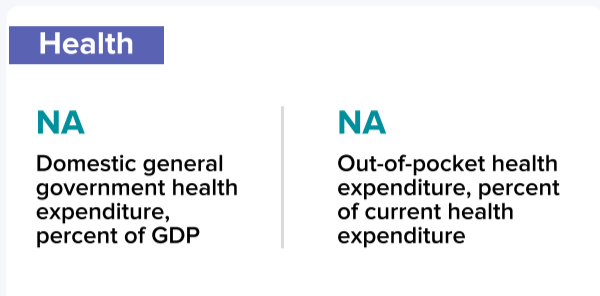 Health
NA
Domestic general
government health
expenditure,
percent of GDP
NA
Out-of-pocket health
expenditure, percent
of current health
expenditure